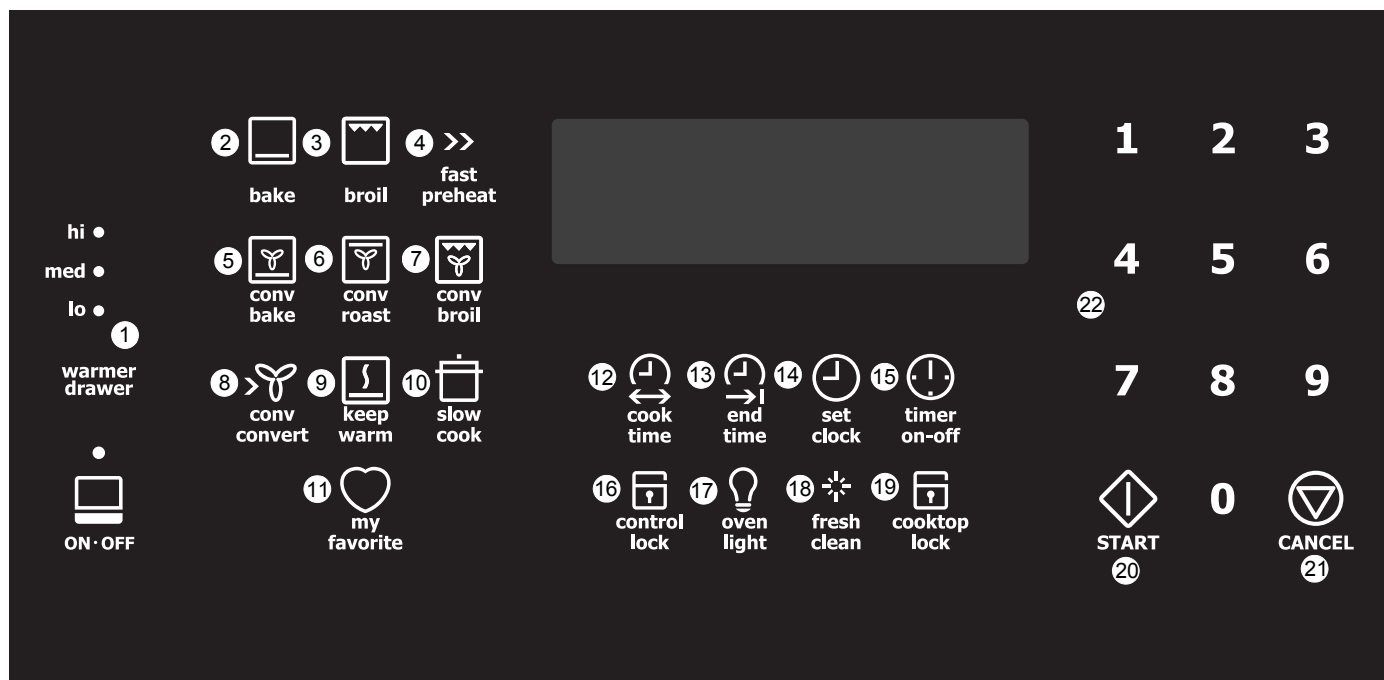 1 2 3
2 3 4
bake broil fast
preheat
hi
med
lo
1
warmer
drawer
5 6 7
conv conv conv
bake roast broil
4 5 6
22
8 9 10
conv keep slow
convert warm cook
12 13 14 15
cook end set timer
time time clock on-off
7 8 9
ON·OFF
11
my
favorite
16 17 18 19
control oven fresh cooktop
lock light clean lock
0
START CANCEL
20 21